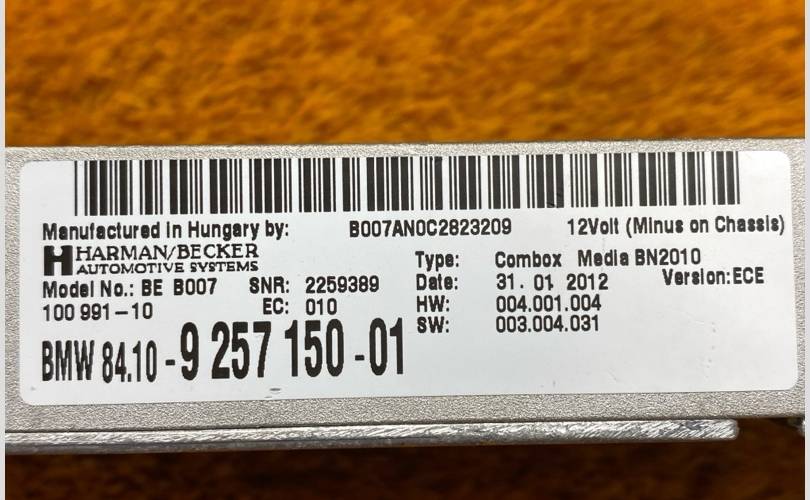 Manufactured in Hungary by: B007AN0C2823209 12Volt (Minus on Chassis)
HARMAN/BECKER
AUTOMOTIVE SYSTEMS
Type: Combox Media BN2010
Model No.: BE B007 SNR: 2259389 Date: 31. 01 2012 Version:ECE
100 991-10 EC: 010 HW: 004.001.004
SW: 003.004.031
BMW 84.10-9 257 150-01